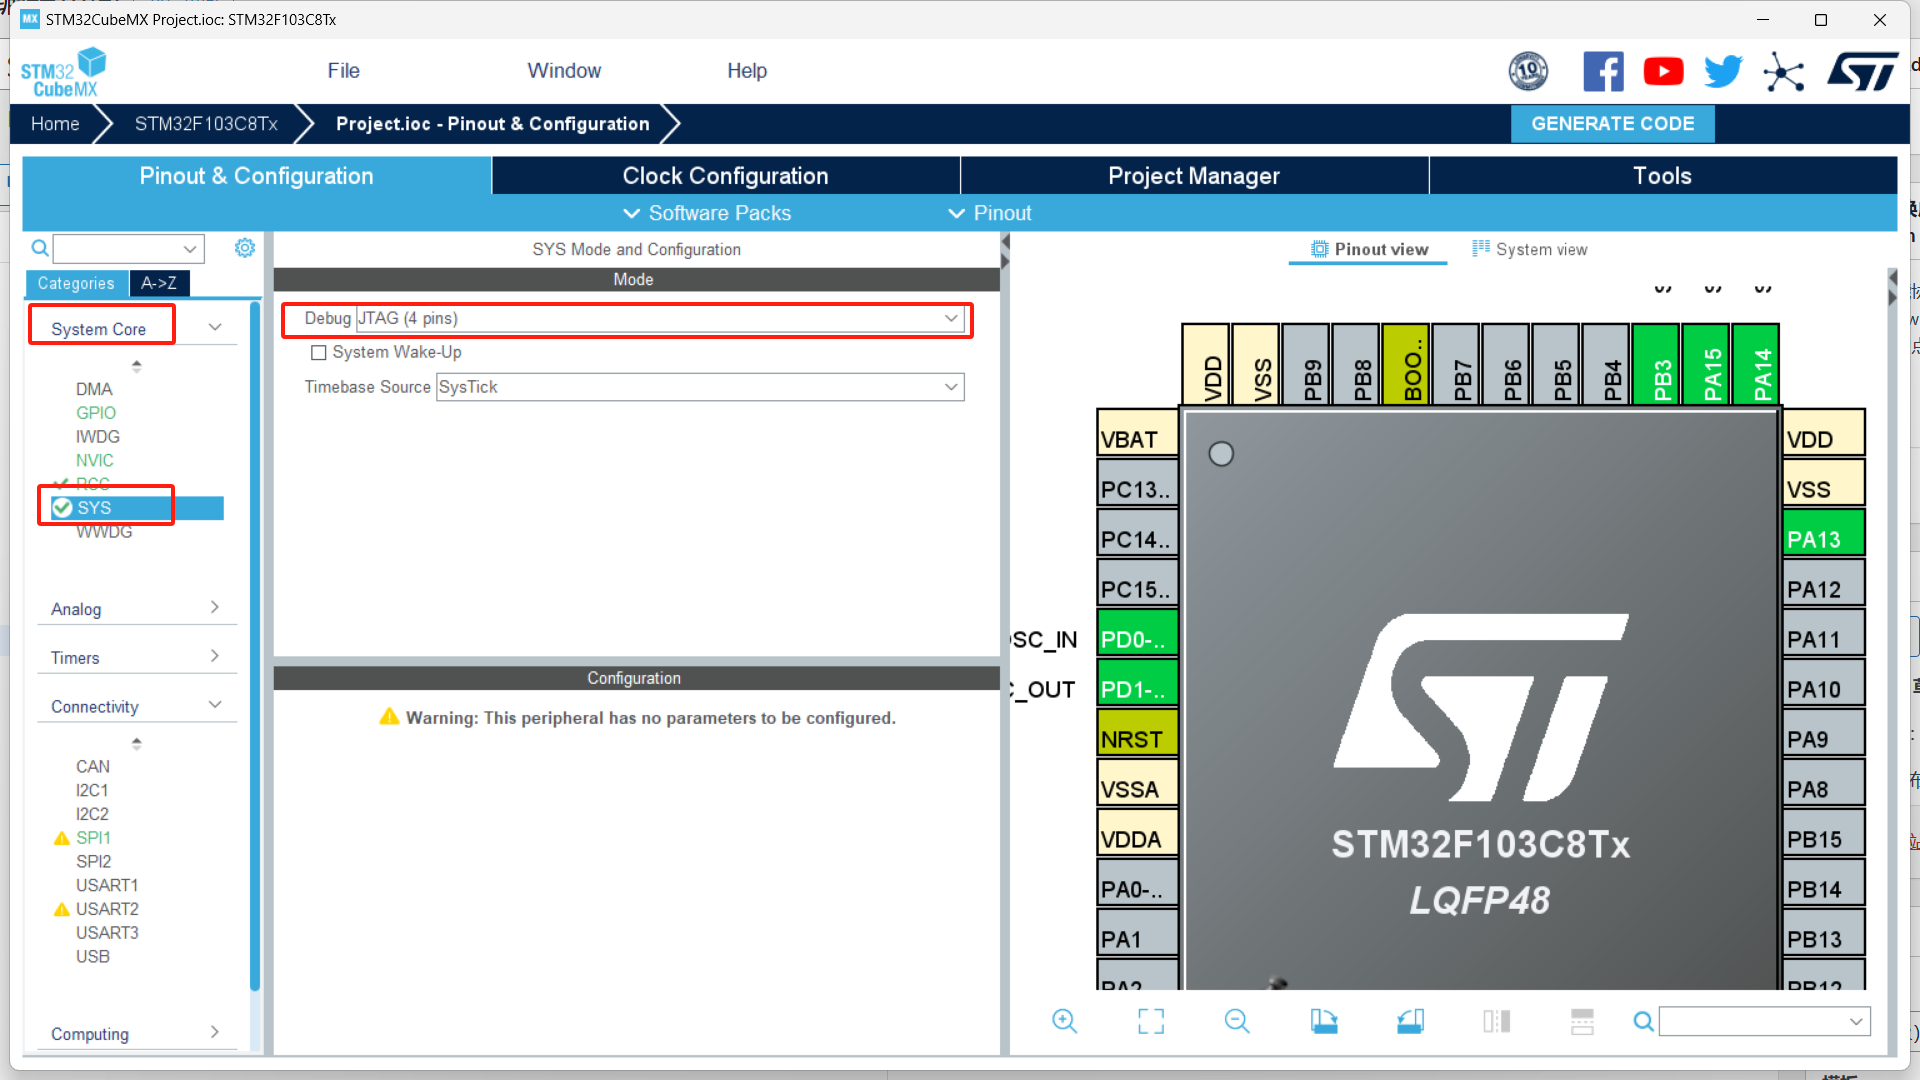 STM32CubeMX Project.ioc: STM32F103C8Tx
STM32
CubeMX
File
Window
Help
10
Home
STM32F103C8Tx
Project.ioc - Pinout & Configuration
GENERATE CODE
Pinout & Configuration
Clock Configuration
Project Manager
Tools
Software Packs
Pinout
Categories
A->Z
System Core
DMA
GPIO
IWDG
NVIC
RCC
SYS
WWDG
Analog
Timers
Connectivity
CAN
I2C1
I2C2
SPI1
SPI2
USART1
USART2
USART3
USB
Computing
SYS Mode and Configuration
Mode
Debug JTAG (4 pins)
System Wake-Up
Timebase Source SysTick
Configuration
Warning: This peripheral has no parameters to be configured.
Pinout view
System view
VDD
VSS
PB9
PB8
BOO..
PB7
PB6
PB5
PB4
PB3
PA15
PA14
VBAT
PC13..
PC14..
PC15..
PD0-..
C_OUT
PD1-..
NRST
VSSA
VDDA
PA0-..
PA1
PA2
VDD
VSS
PA13
PA12
PA11
PA10
PA9
PA8
PB15
PB14
PB13
PB12
STM32F103C8Tx
LQFP48